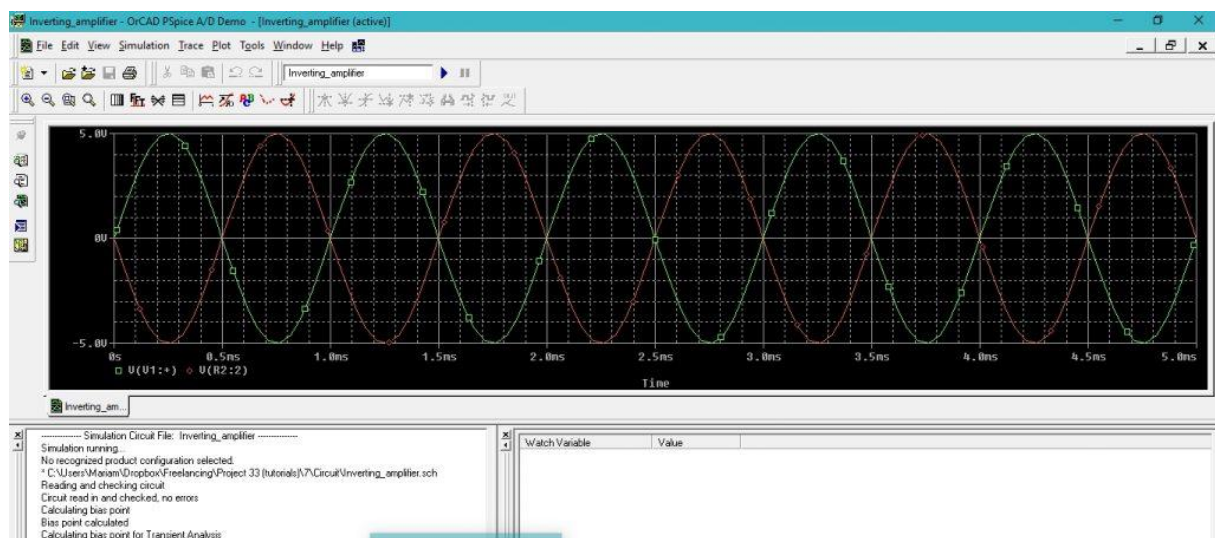 Inverting_amplifier - OrCAD PSpice A/D Demo - [Inverting_amplifier (active)]
File Edit View Simulation Trace Plot Tools Window Help
Inverting_amplifier
5.0V
0V
-5.0V
0s 0.5ms 1.0ms 1.5ms 2.0ms 2.5ms 3.0ms 3.5ms 4.0ms 4.5ms 5.0ms
V(V1:+) V(R2:2)
Time
Inverting_am...
-------------- Simulation Circuit File: Inverting_amplifier --------------
Simulation running...
No recognized product configuration selected.
* C:\Users\Mariam\Dropbox\Freelancing\Project 33 (tutorials)\7\Circuit\Inverting_amplifier.sch
Reading and checking circuit
Circuit read in and checked, no errors
Calculating bias point
Bias point calculated
Calculating bias point for Transient Analysis
Watch Variable Value